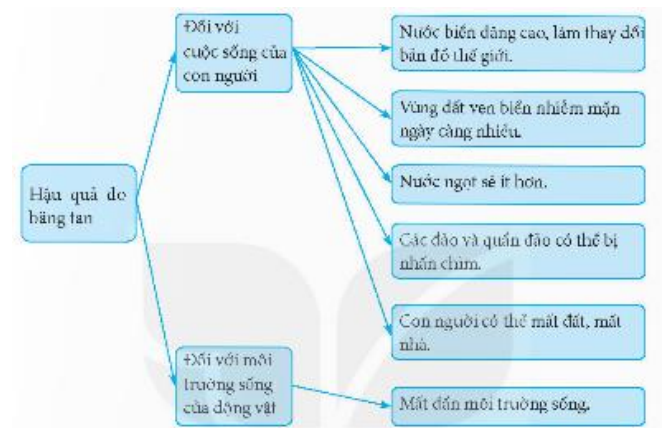 Hậu quả do
băng tan
Đối với
cuộc sống của
con người
Nước biển dâng cao, làm thay đổi
bản đồ thế giới.
Vùng đất ven biển nhiễm mặn
ngày càng nhiều.
Nước ngọt sẽ ít hơn.
Các đảo và quần đảo có thể bị
nhấn chìm.
Con người có thể mất đất, mất
nhà.
Đối với môi
trường sống
của động vật
Mất dần môi trường sống.